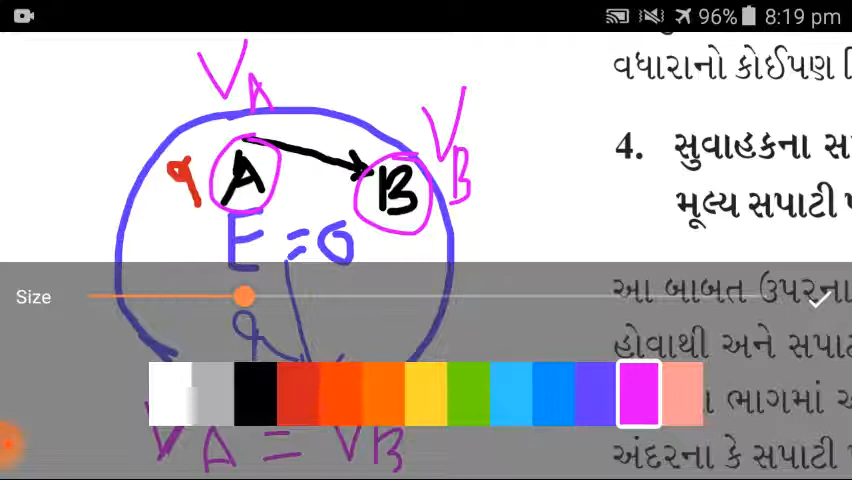 96% 8:19 pm
વધારાનો કોઈપણ
4. સુવાહકના
મૂલ્ય સપાટી
VA
VB
q A B
E = 0
Size
આ બાબત ઉપરના
q
હોવાથી અને
ભાગમાં
VA = VB
અંદરના કે સપાટી